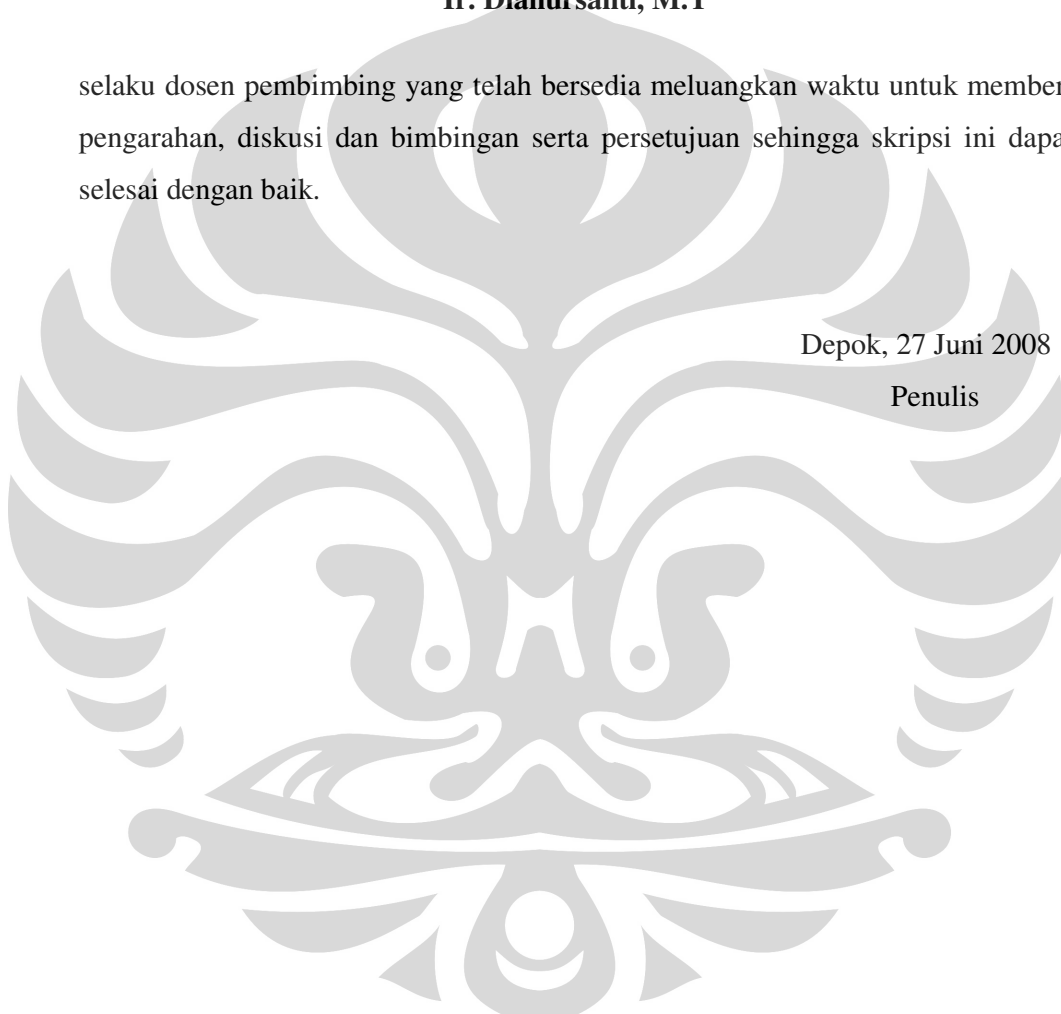 Ir. Dianursanti, M.T
selaku dosen pembimbing yang telah bersedia meluangkan waktu untuk member
pengarahan, diskusi dan bimbingan serta persetujuan sehingga skripsi ini dapa
selesai dengan baik.
Depok, 27 Juni 2008
Penulis